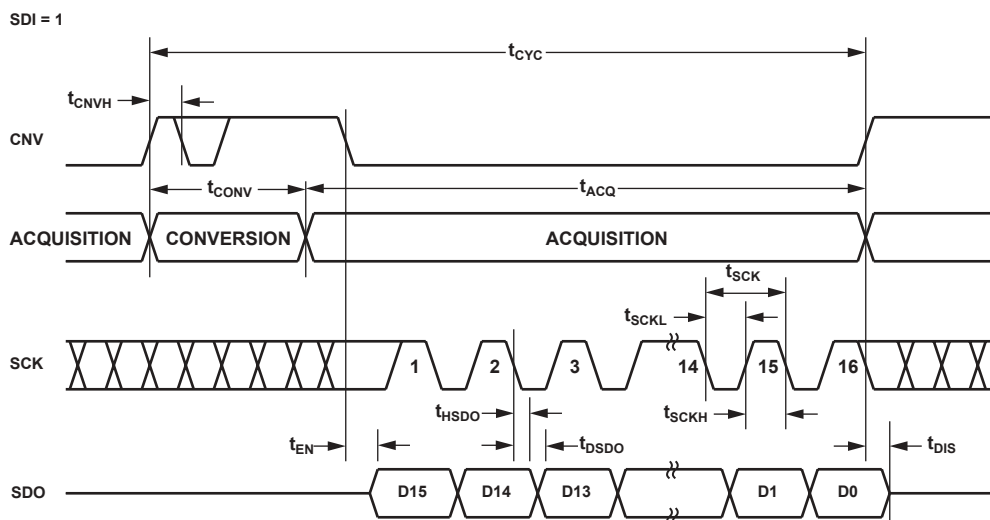 SDI = 1
tCYC
tCNVH
CNV
tCONV
tACQ
ACQUISITION
CONVERSION
ACQUISITION
tSCK
tSCKL
SCK
1
2
3
14
15
16
tHSDO
tSCKH
tEN
tDSDO
tDIS
SDO
D15
D14
D13
D1
D0